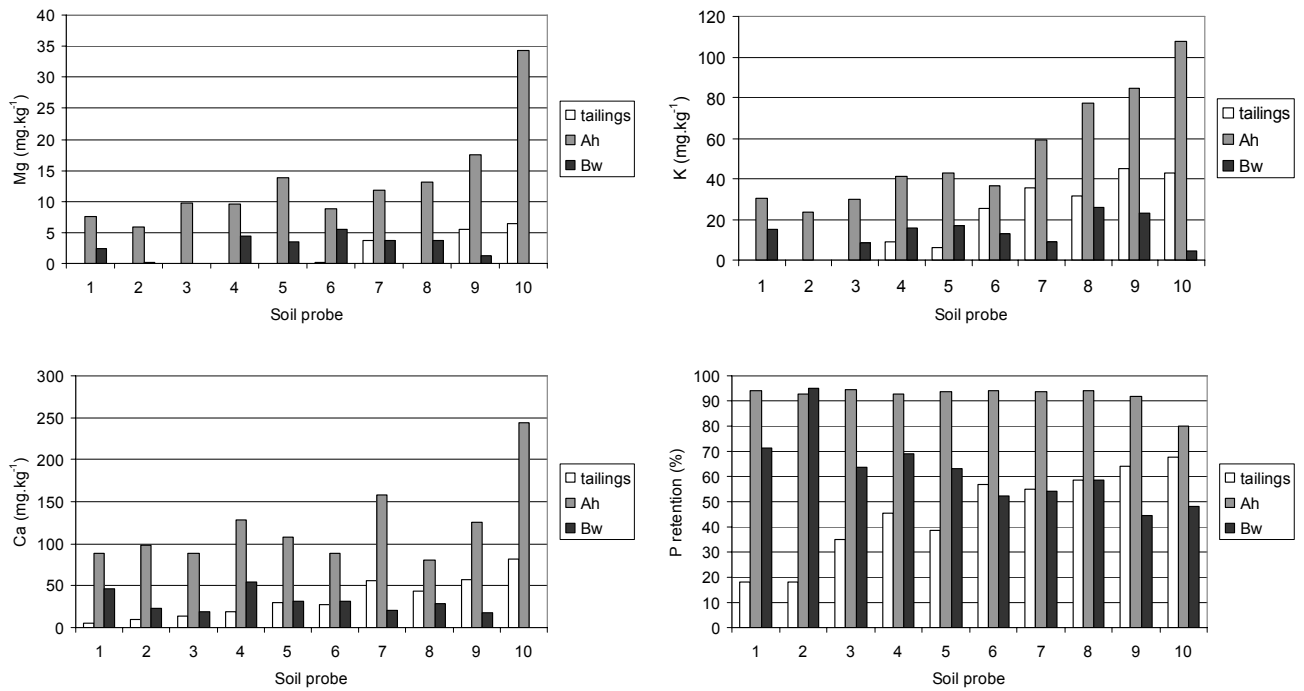 40
35
30
25
20
15
10
5
0
Mg (mg.kg-1)
1 2 3 4 5 6 7 8 9 10
Soil probe
tailings
Ah
Bw
120
100
80
60
40
20
0
K (mg.kg-1)
1 2 3 4 5 6 7 8 9 10
Soil probe
tailings
Ah
Bw
300
250
200
150
100
50
0
Ca (mg.kg-1)
1 2 3 4 5 6 7 8 9 10
Soil probe
tailings
Ah
Bw
100
90
80
70
60
50
40
30
20
10
0
P retention (%)
1 2 3 4 5 6 7 8 9 10
Soil probe
tailings
Ah
Bw